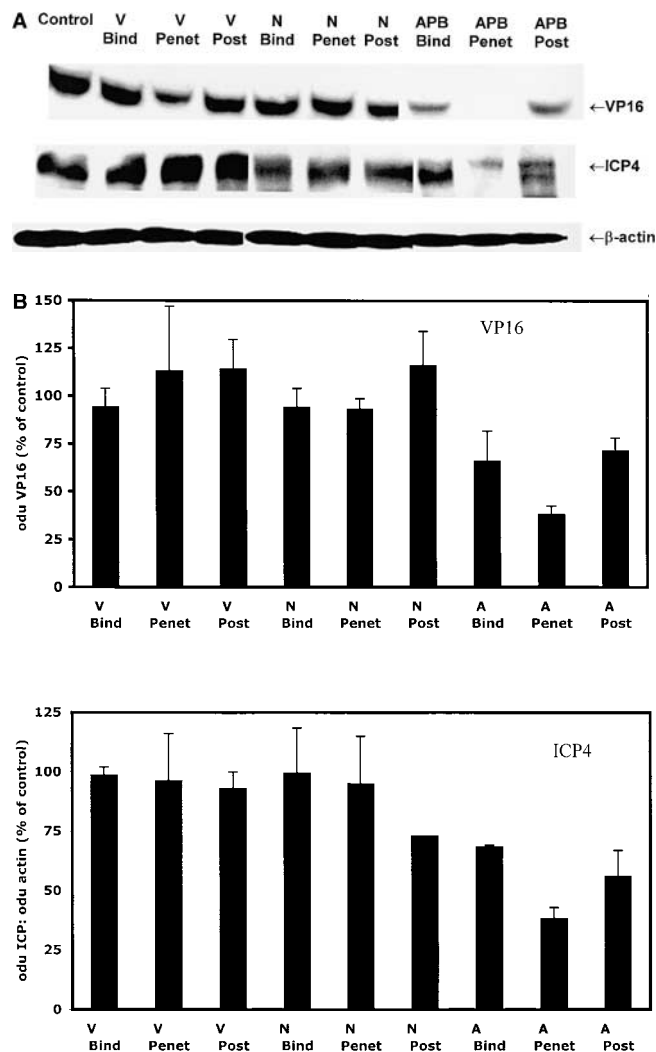 A
Control V Bind V Penet V Post N Bind N Penet N Post APB Bind APB Penet APB Post
←VP16
←ICP4
←β-actin
B
VP16
odu VP16 (% of control)
150
125
100
75
50
25
0
V Bind V Penet V Post N Bind N Penet N Post A Bind A Penet A Post
ICP4
odu ICP: odu actin (% of control)
125
100
75
50
25
0
V Bind V Penet V Post N Bind N Penet N Post A Bind A Penet A Post